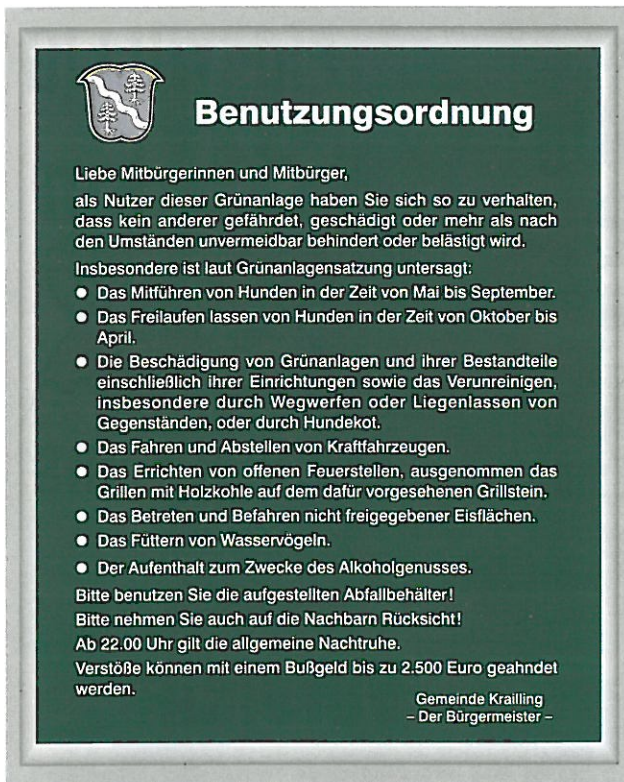 Benutzungsordnung
Liebe Mitbürgerinnen und Mitbürger,
als Nutzer dieser Grünanlage haben Sie sich so zu verhalten,
dass kein anderer gefährdet, geschädigt oder mehr als nach
den Umständen unvermeidbar behindert oder belästigt wird.
Insbesondere ist laut Grünanlagensatzung untersagt:
● Das Mitführen von Hunden in der Zeit von Mai bis September.
● Das Freilaufen lassen von Hunden in der Zeit von Oktober bis
April.
● Die Beschädigung von Grünanlagen und ihrer Bestandteile
einschließlich ihrer Einrichtungen sowie das Verunreinigen,
insbesondere durch Wegwerfen oder Liegenlassen von
Gegenständen, oder durch Hundekot.
● Das Fahren und Abstellen von Kraftfahrzeugen.
● Das Errichten von offenen Feuerstellen, ausgenommen das
Grillen mit Holzkohle auf dem dafür vorgesehenen Grillstein.
● Das Betreten und Befahren nicht freigegebener Eisflächen.
● Das Füttern von Wasservögeln.
● Der Aufenthalt zum Zwecke des Alkoholgenusses.
Bitte benutzen Sie die aufgestellten Abfallbehälter!
Bitte nehmen Sie auch auf die Nachbarn Rücksicht!
Ab 22.00 Uhr gilt die allgemeine Nachtruhe.
Verstöße können mit einem Bußgeld bis zu 2.500 Euro geahndet
werden.
Gemeinde Krailling
– Der Bürgermeister –